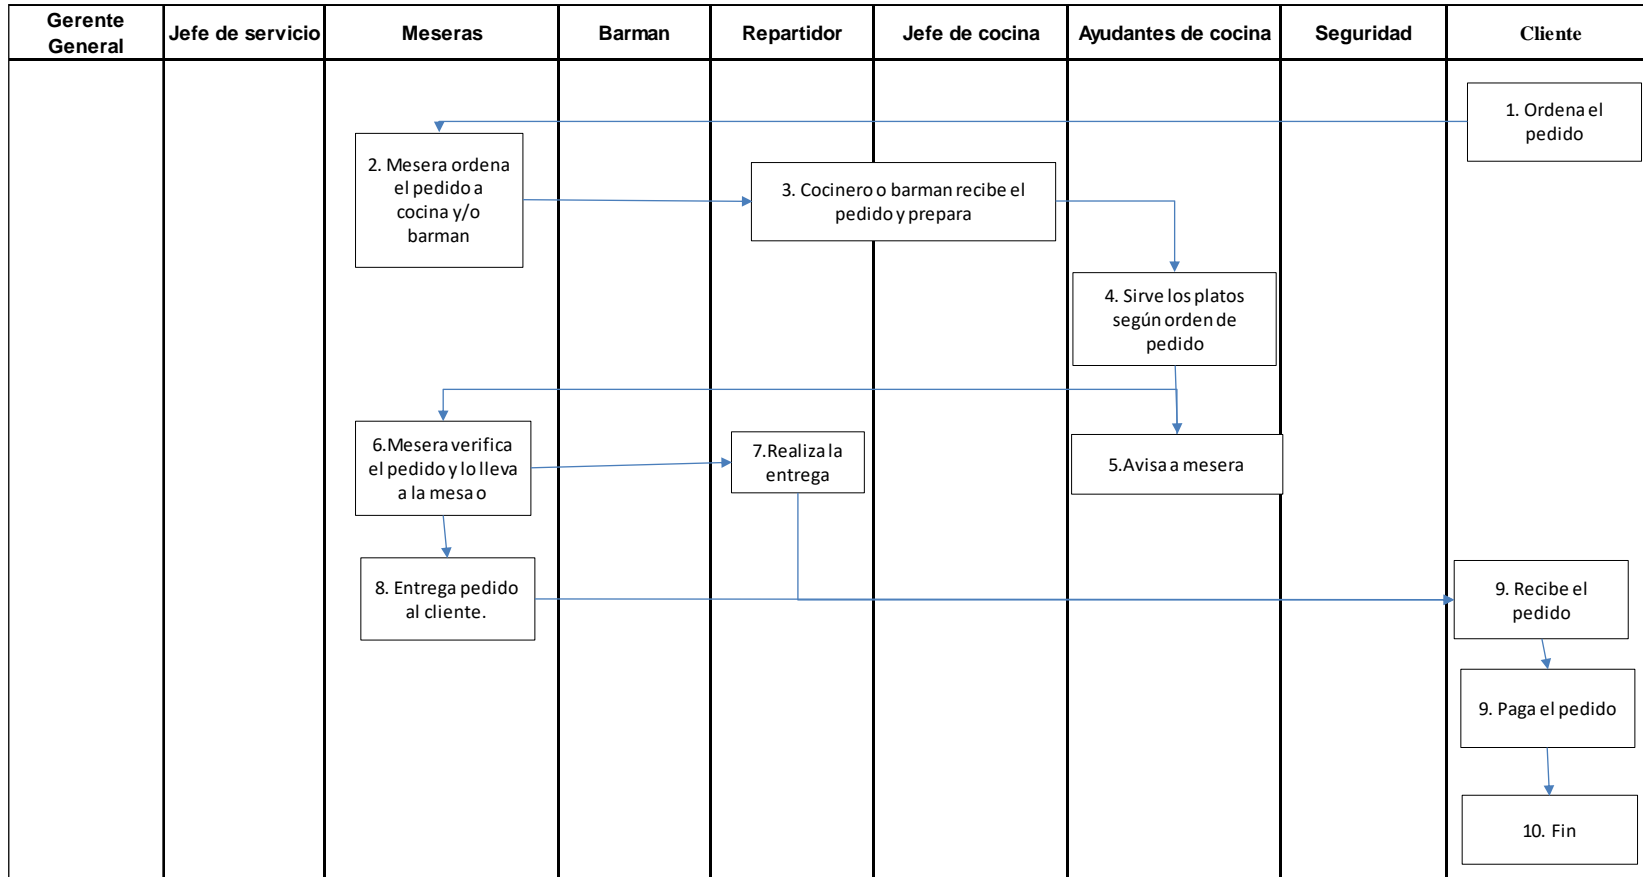 Gerente
General
Jefe de servicio
Meseras
Barman
Repartidor
Jefe de cocina
Ayudantes de cocina
Seguridad
Cliente
1. Ordena el
pedido
2. Mesera ordena
el pedido a
cocina y/o
barman
3. Cocinero o barman recibe el
pedido y prepara
4. Sirve los platos
según orden de
pedido
6.Mesera verifica
el pedido y lo lleva
a la mesa o
7.Realiza la
entrega
5.Avisa a mesera
8. Entrega pedido
al cliente.
9. Recibe el
pedido
9. Paga el pedido
10. Fin